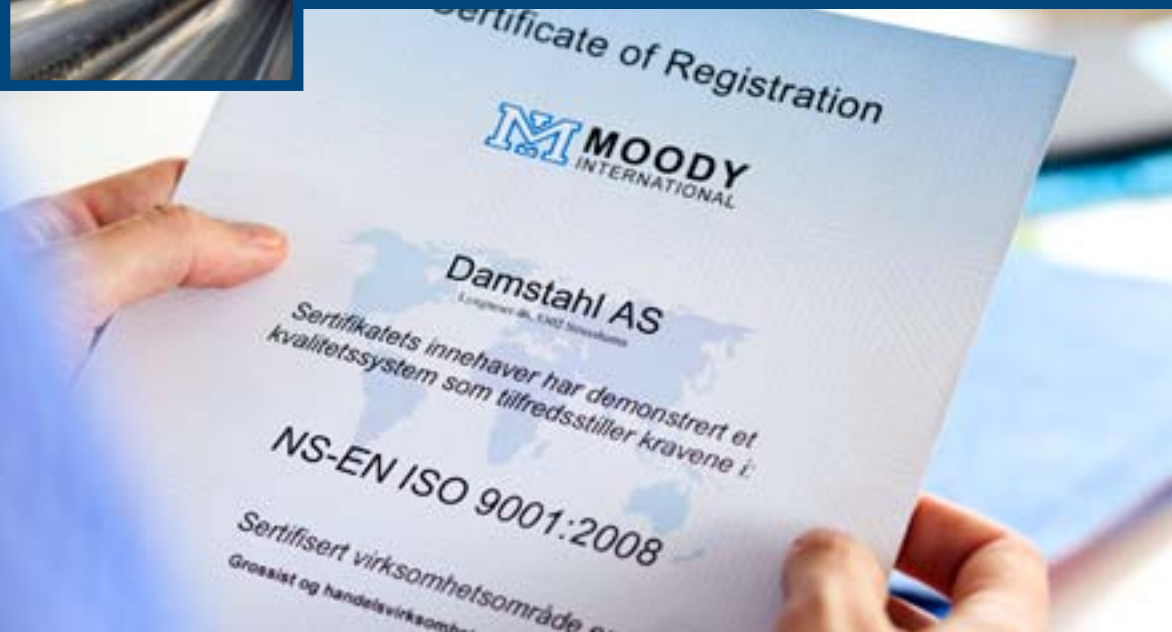 Certificate of Registration
MOODY
INTERNATIONAL
Damstahl AS
Sertifikatets innehaver har demonstrert et
kvalitetssystem som tilfredsstiller kravene i:
NS-EN ISO 9001:2008
Sertifisert virksomhetsområde
Grossist og